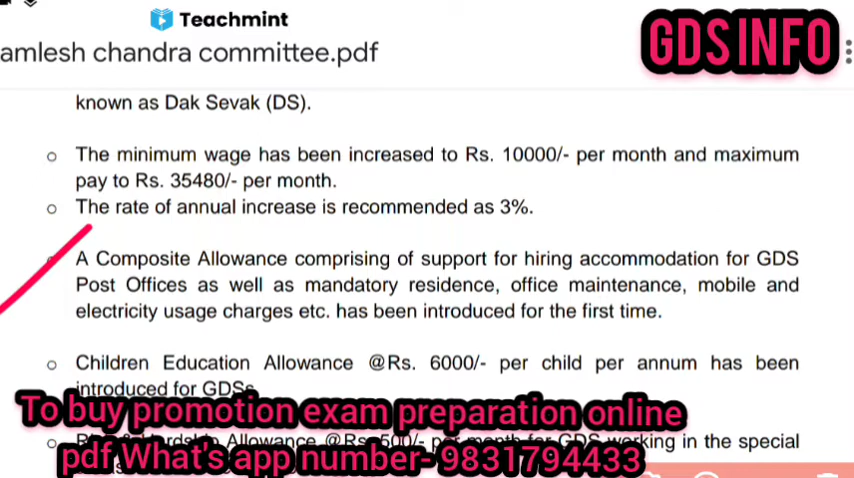 Teachmint
GDS INFO
amlesh chandra committee.pdf
known as Dak Sevak (DS).
o The minimum wage has been increased to Rs. 10000/- per month and maximum
pay to Rs. 35480/- per month.
o The rate of annual increase is recommended as 3%.
A Composite Allowance comprising of support for hiring accommodation for GDS
Post Offices as well as mandatory residence, office maintenance, mobile and
electricity usage charges etc. has been introduced for the first time.
o Children Education Allowance @Rs. 6000/- per child per annum has been
introduced for GDSs
To buy promotion exam preparation online
o Allowance @Rs 500/- per month for GDS working in the special
pdf What's app number- 9831794433